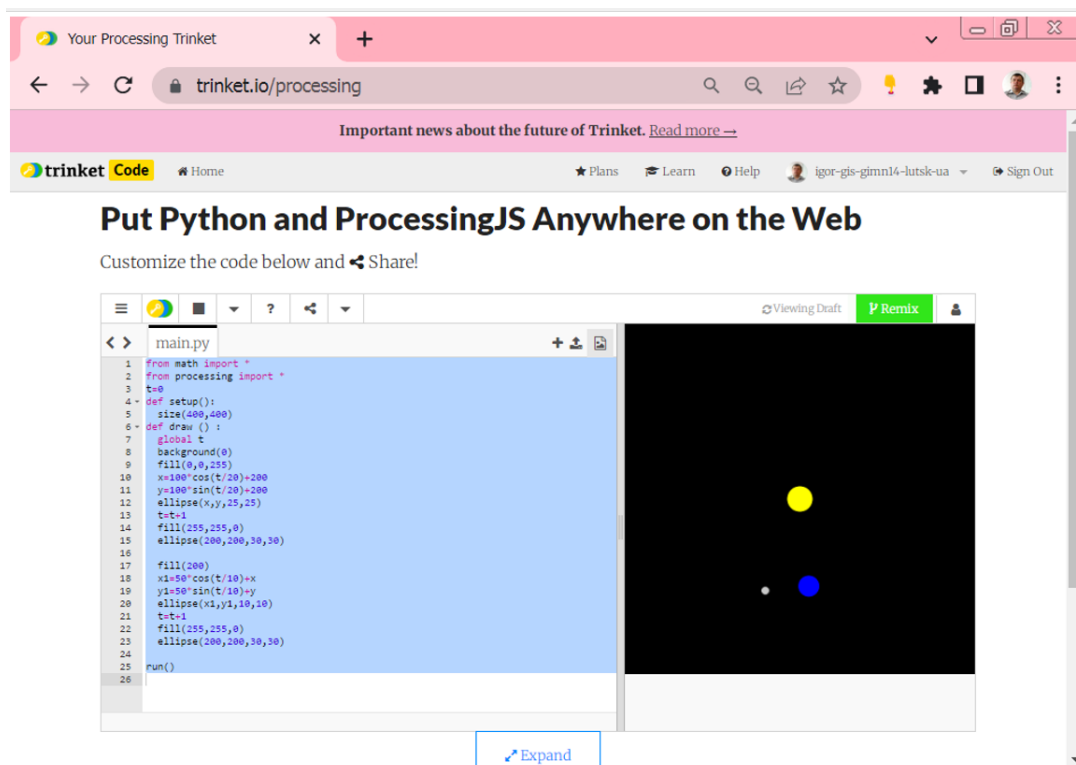 Your Processing Trinket
trinket.io/processing
Important news about the future of Trinket. Read more →
trinket Code Home Plans Learn Help igor-gis-gimn14-lutsk-ua Sign Out
Put Python and ProcessingJS Anywhere on the Web
Customize the code below and Share!
? Viewing Draft Remix
main.py
1 from math import *
2 from processing import *
3 t=0
4 def setup():
5 size(400,400)
6 def draw () :
7 global t
8 background(0)
9 fill(0,0,255)
10 x=100*cos(t/20)+200
11 y=100*sin(t/20)+200
12 ellipse(x,y,25,25)
13 t=t+1
14 fill(255,255,0)
15 ellipse(200,200,30,30)
16
17 fill(200)
18 x1=50*cos(t/10)+x
19 y1=50*sin(t/10)+y
20 ellipse(x1,y1,10,10)
21 t=t+1
22 fill(255,255,0)
23 ellipse(200,200,30,30)
24
25 run()
26
Expand